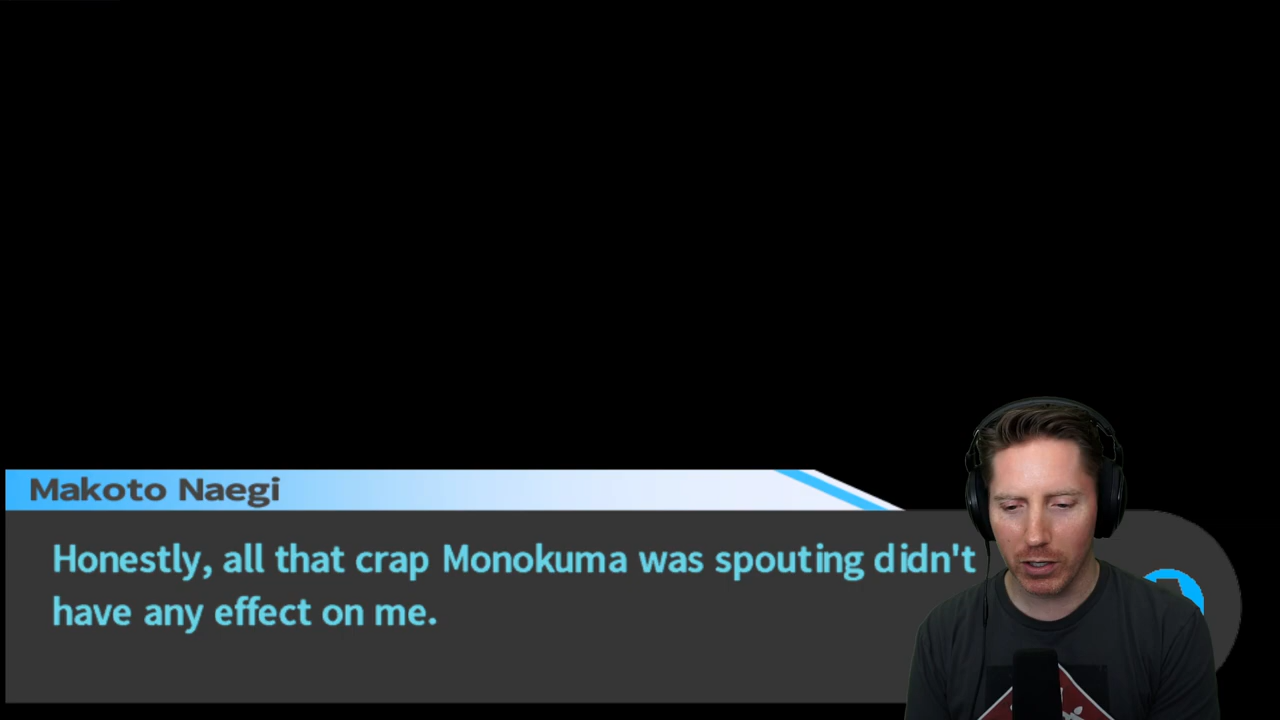 Makoto Naegi
Honestly, all that crap Monokuma was spouting didn't
have any effect on me.